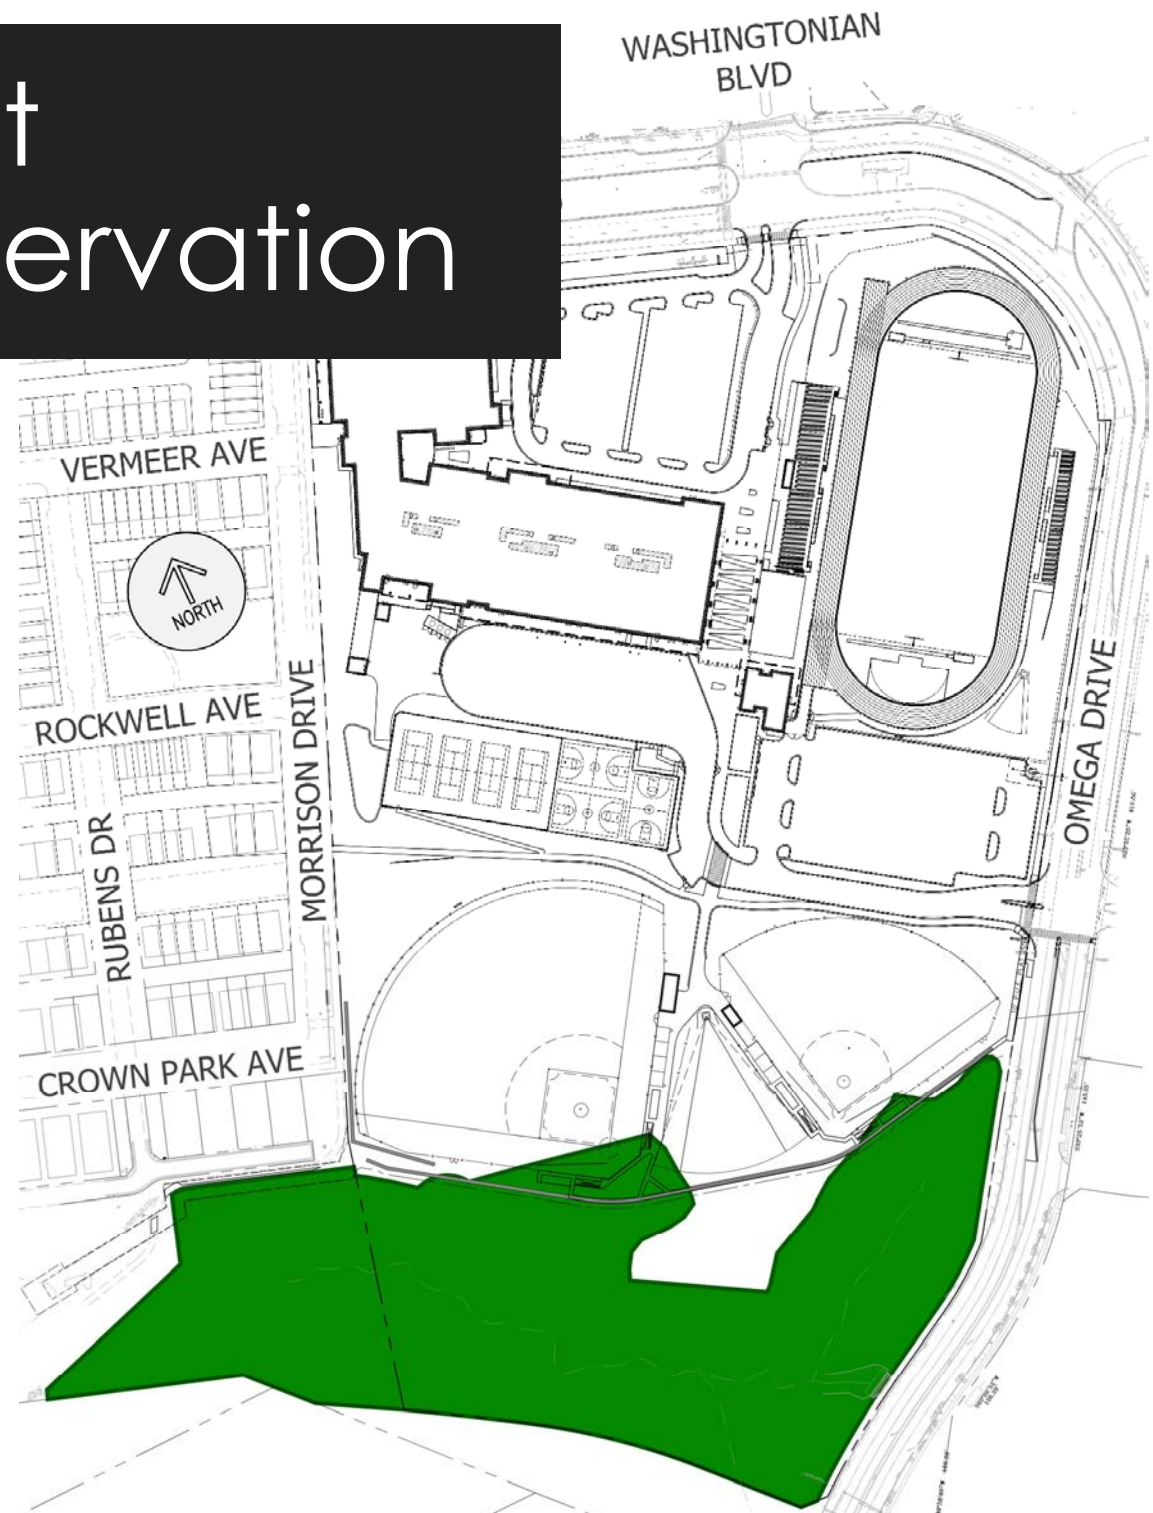 t
ervation
WASHINGTONIAN
BLVD
VERMEER AVE
NORTH
ROCKWELL AVE
MORRISON DRIVE
RUBENS DR
OMEGA DRIVE
CROWN PARK AVE